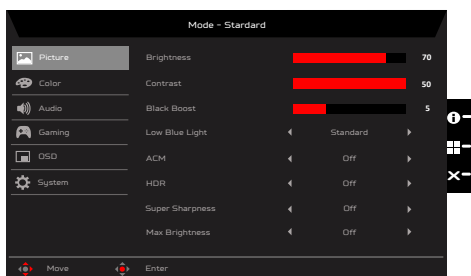 Mode - Stardard
Picture
Brightness
70
Color
Contrast
50
Audio
Black Boost
5
Gaming
Low Blue Light
Standard
OSD
ACM
Off
System
HDR
Off
Super Sharpness
Off
Max Brightness
Off
Move
Enter